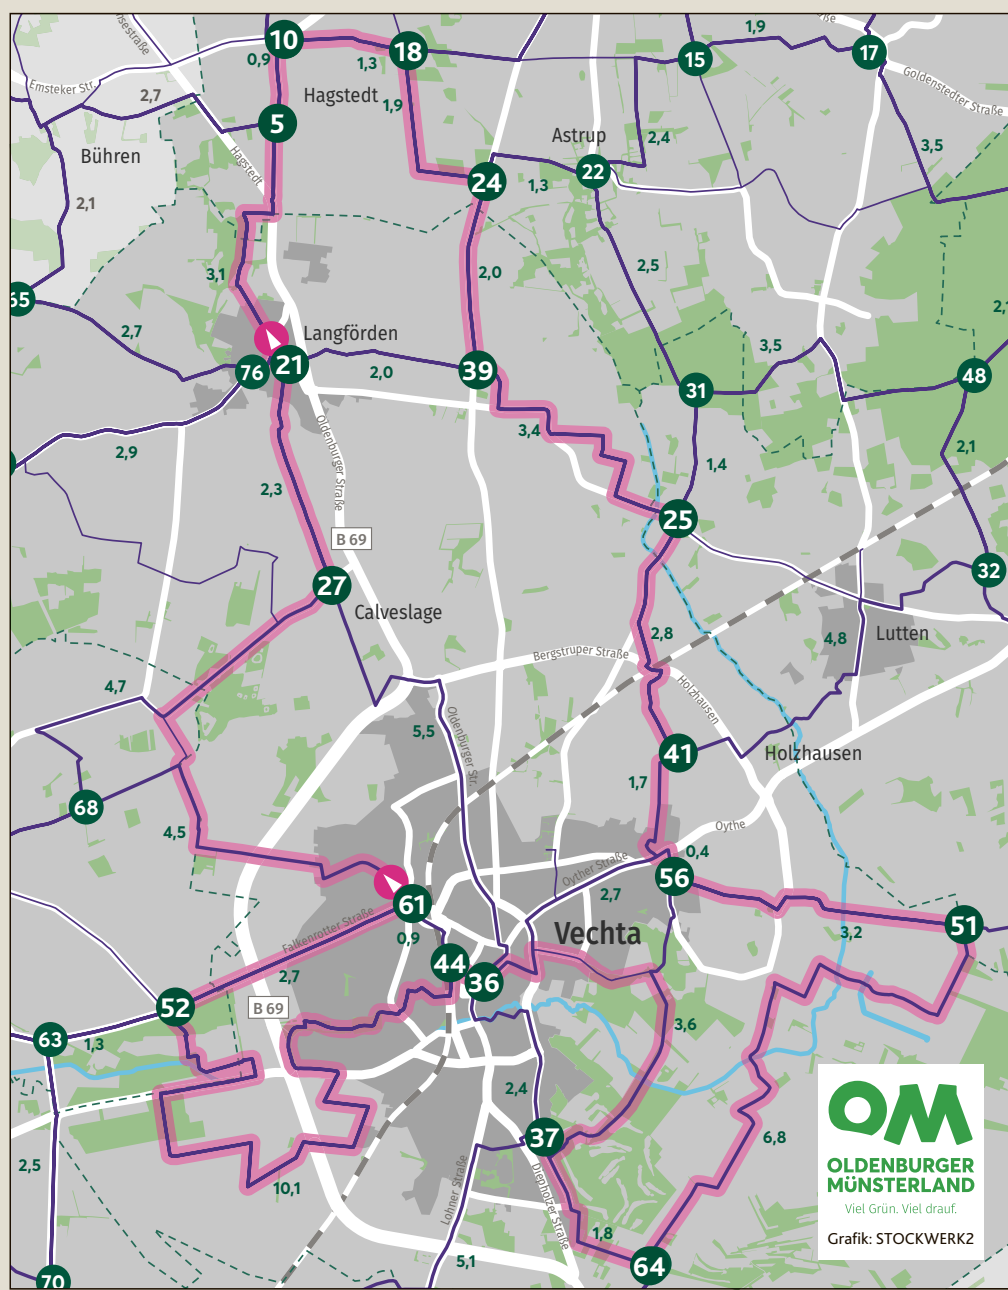 10
18
15
1,9
17
nsestraße
Emsteker Str.
0,9
1,3
Goldenstedter Straße
2,7
Hagstedt
1,9
5
Astrup
2,4
3,5
Bühren
Hagstedt
24
1,3
22
2,1
3,1
2,0
2,5
65
2,7
Langfördern
3,5
76
21
2,0
39
31
48
3,4
2,9
Oldenburger Straße
1,4
2,1
2,3
25
B 69
27
32
Calveslage
2,8
Lutten
4,8
Bergstruper Straße
4,7
Holzhausen
5,5
Oldenburger Str.
41
Holzhausen
1,7
68
4,5
Oythe
0,4
Oyther Straße
56
2,7
61
Falkenrotter Straße
0,9
Vechta
51
3,2
44
36
2,7
52
B 69
63
1,3
3,6
2,4
37
6,8
2,5
10,1
Lohner Straße
Diepholzer Straße
1,8
5,1
64
70
OM
OLDENBURGER
MÜNSTERLAND
Viel Grün. Viel drauf.
Grafik: STOCKWERK2